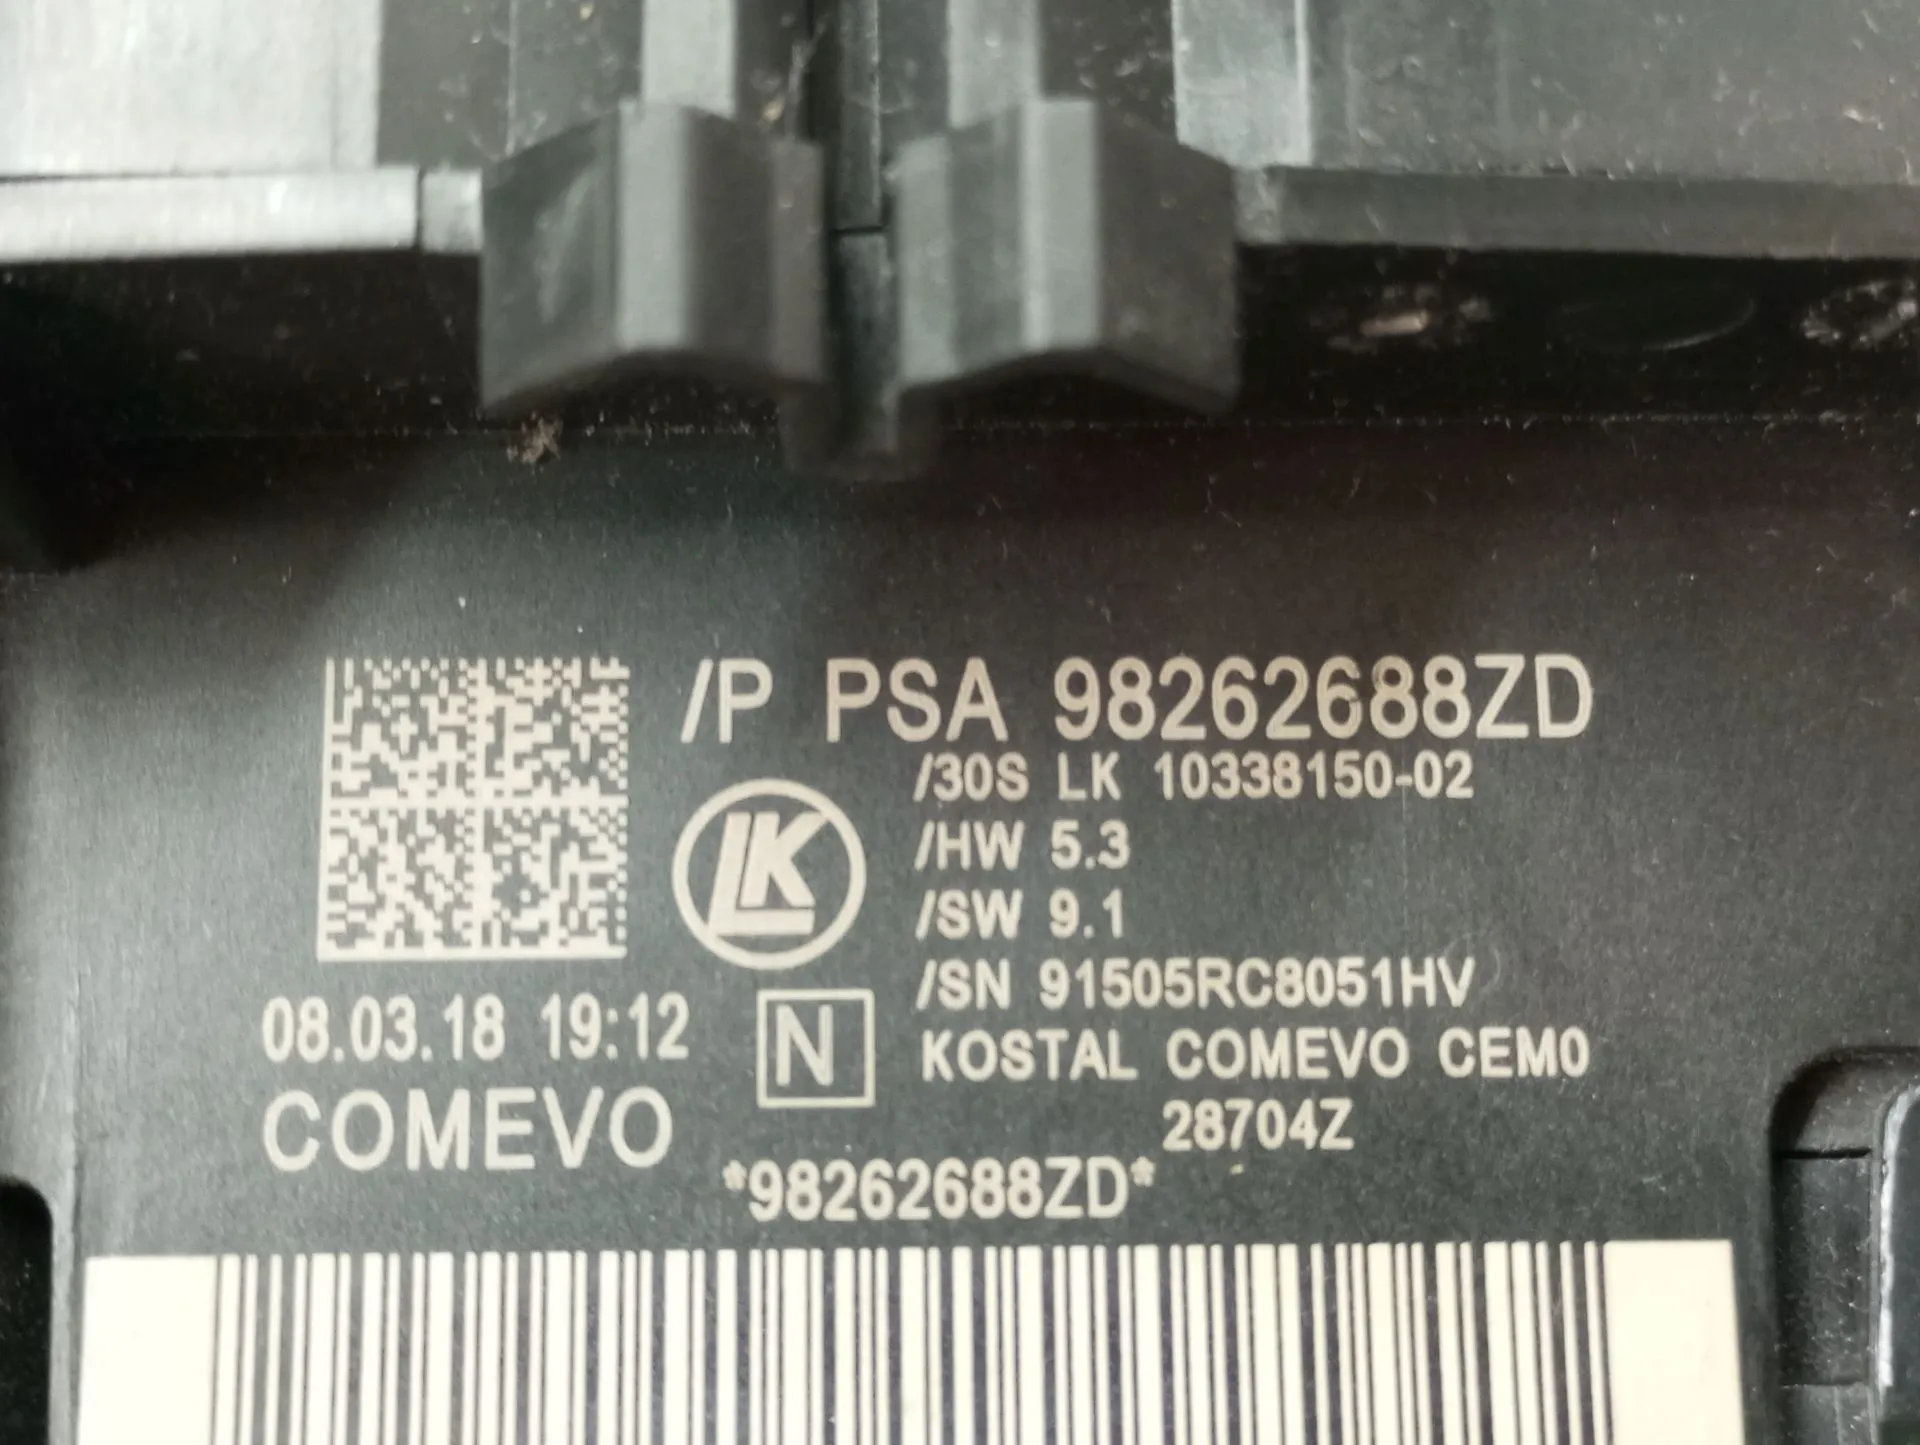 /P PSA 98262688ZD
/30S LK 10338150-02
LK
/HW 5.3
/SW 9.1
/SN 91505RC8051HV
08.03.18 19:12
N
KOSTAL COMEVO CEM0
COMEVO
28704Z
*98262688ZD*